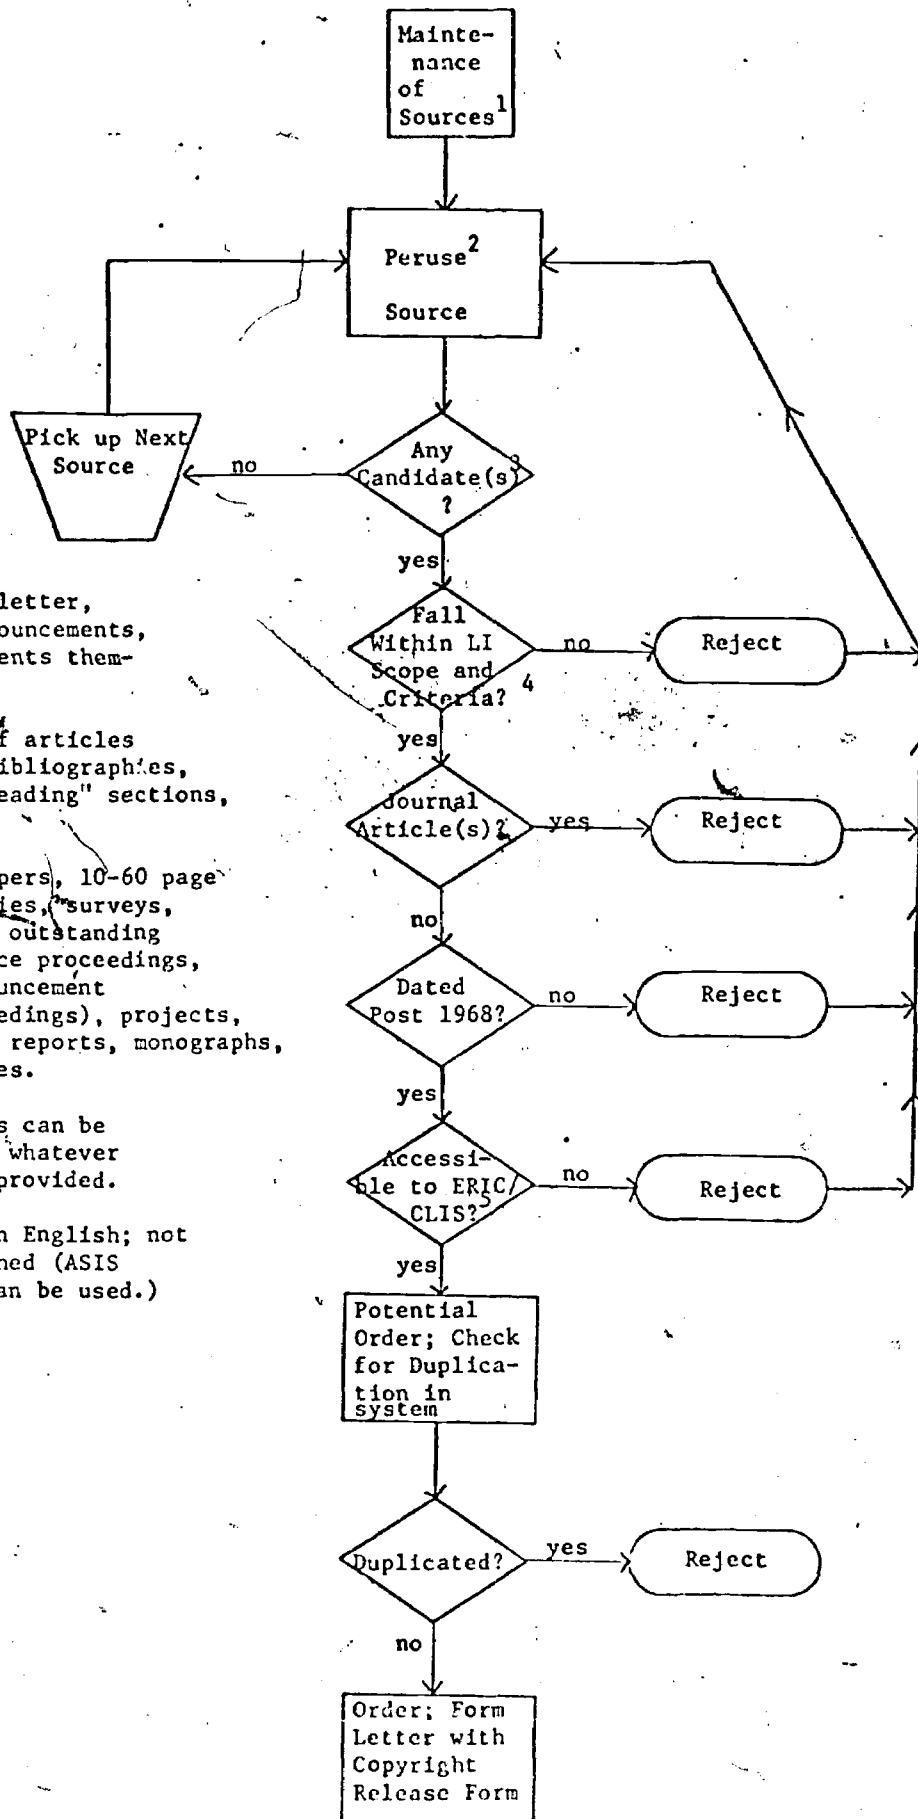 Mainte-
nance
of
Sources1
Peruse2
Source
Pick up Next
Source
no
Any
Candidate(s)3
?
yes
Fall
Within LI
Scope and
Criteria? 4
no
Reject
yes
Journal
Article(s)?
yes
Reject
no
Dated
Post 1968?
no
Reject
yes
Accessi-
ble to ERIC/
CLIS?5
no
Reject
yes
Potential
Order; Check
for Duplica-
tion in
system
Duplicated?
yes
Reject
no
Order; Form
Letter with
Copyright
Release Form
letter,
ouncements,
ents them-
f articles
ibliographies,
eading" sections,
pers, 10-60 page
ies, surveys,
outstanding
ce proceedings,
uncement
edings), projects,
reports, monographs,
es.
s can be
whatever
provided.
n English; not
ned (ASIS
an be used.)